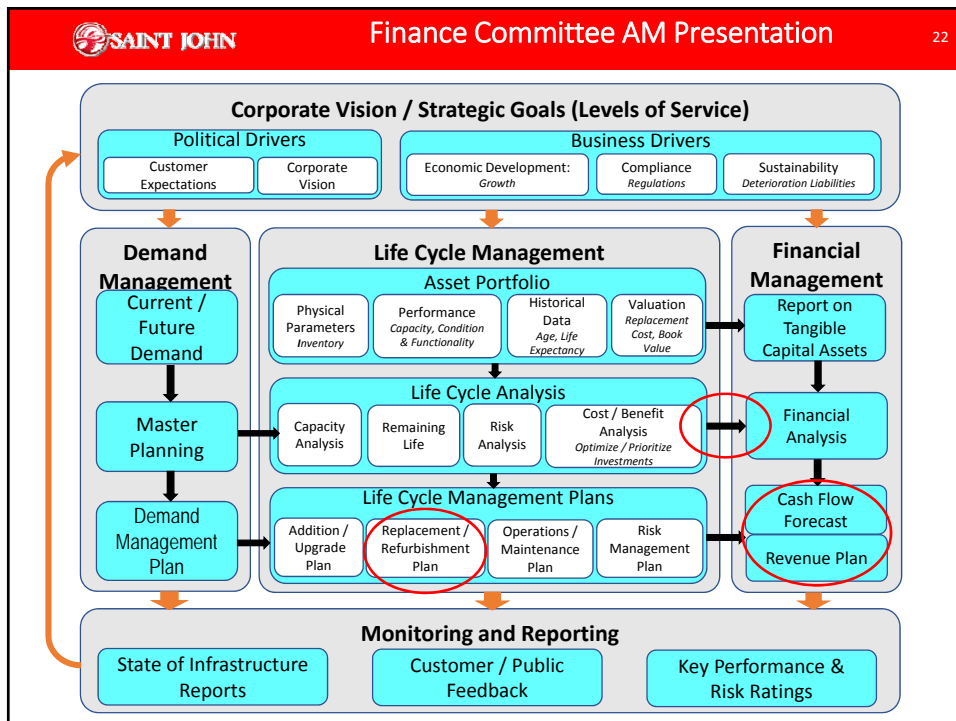 SAINT JOHN
Finance Committee AM Presentation
22
Corporate Vision / Strategic Goals (Levels of Service)
Political Drivers
Customer
Expectations
Corporate
Vision
Business Drivers
Economic Development:
Growth
Compliance
Regulations
Sustainability
Deterioration Liabilities
Demand
Management
Current /
Future
Demand
Master
Planning
Demand
Management
Plan
Life Cycle Management
Asset Portfolio
Physical
Parameters
Inventory
Performance
Capacity, Condition
& Functionality
Historical
Data
Age, Life
Expectancy
Valuation
Replacement
Cost, Book
Value
Life Cycle Analysis
Capacity
Analysis
Remaining
Life
Risk
Analysis
Cost / Benefit
Analysis
Optimize / Prioritize
Investments
Life Cycle Management Plans
Addition /
Upgrade
Plan
Replacement /
Refurbishment
Plan
Operations /
Maintenance
Plan
Risk
Management
Plan
Financial
Management
Report on
Tangible
Capital Assets
Financial
Analysis
Cash Flow
Forecast
Revenue Plan
Monitoring and Reporting
State of Infrastructure
Reports
Customer / Public
Feedback
Key Performance &
Risk Ratings